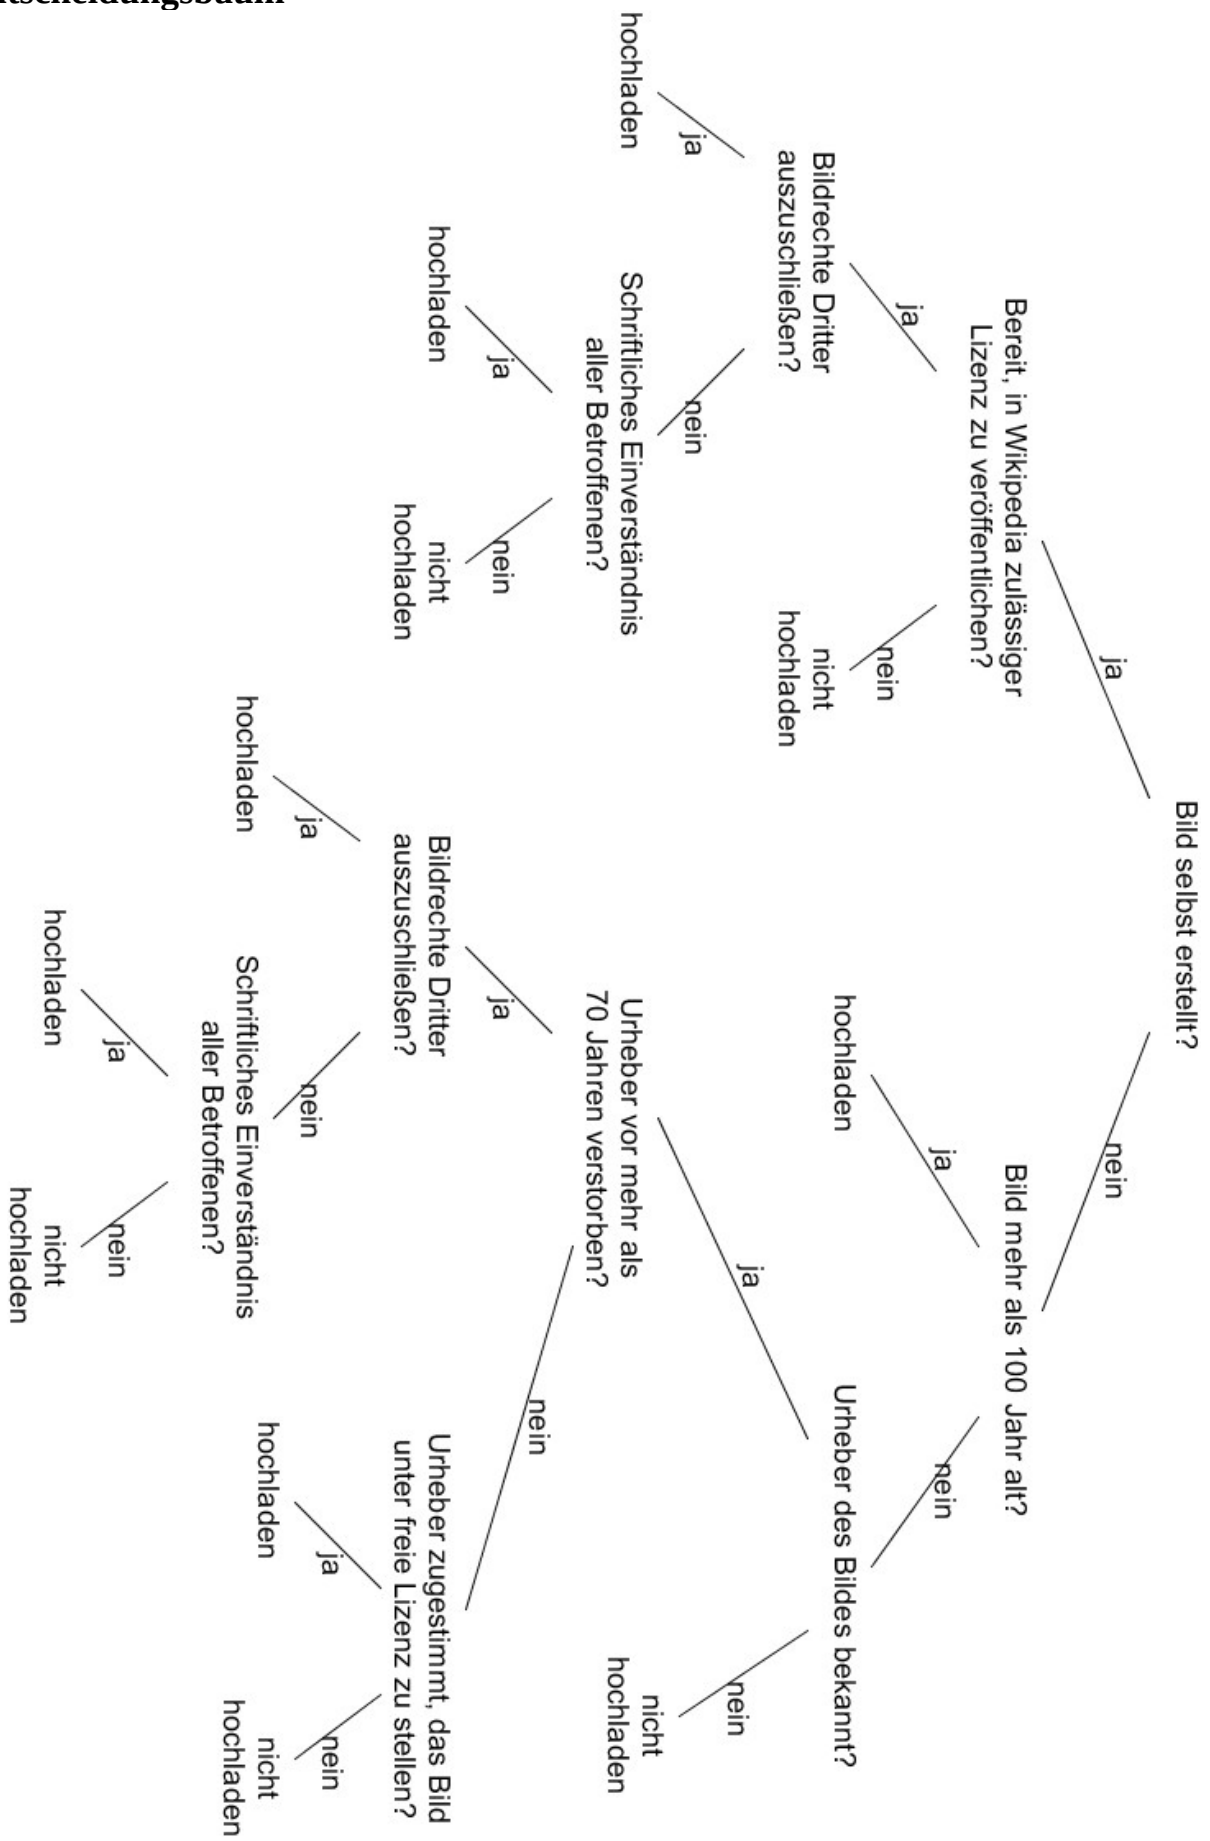 tscheidungsbaum
Bild selbst erstellt?
ja
nein
Bereit, in Wikipedia zulässiger
Lizenz zu veröffentlichen?
Bild mehr als 100 Jahr alt?
ja
nein
ja
nein
Bildrechte Dritter
auszuschließen?
nicht
hochladen
hochladen
Urheber des Bildes bekannt?
ja
nein
ja
nein
hochladen
Schriftliches Einverständnis
aller Betroffenen?
Urheber vor mehr als
70 Jahren verstorben?
nicht
hochladen
ja
nein
ja
nein
hochladen
nicht
hochladen
Bildrechte Dritter
auszuschließen?
Urheber zugestimmt, das Bild
unter freie Lizenz zu stellen?
ja
nein
ja
nein
hochladen
Schriftliches Einverständnis
aller Betroffenen?
hochladen
nicht
hochladen
ja
nein
hochladen
nicht
hochladen